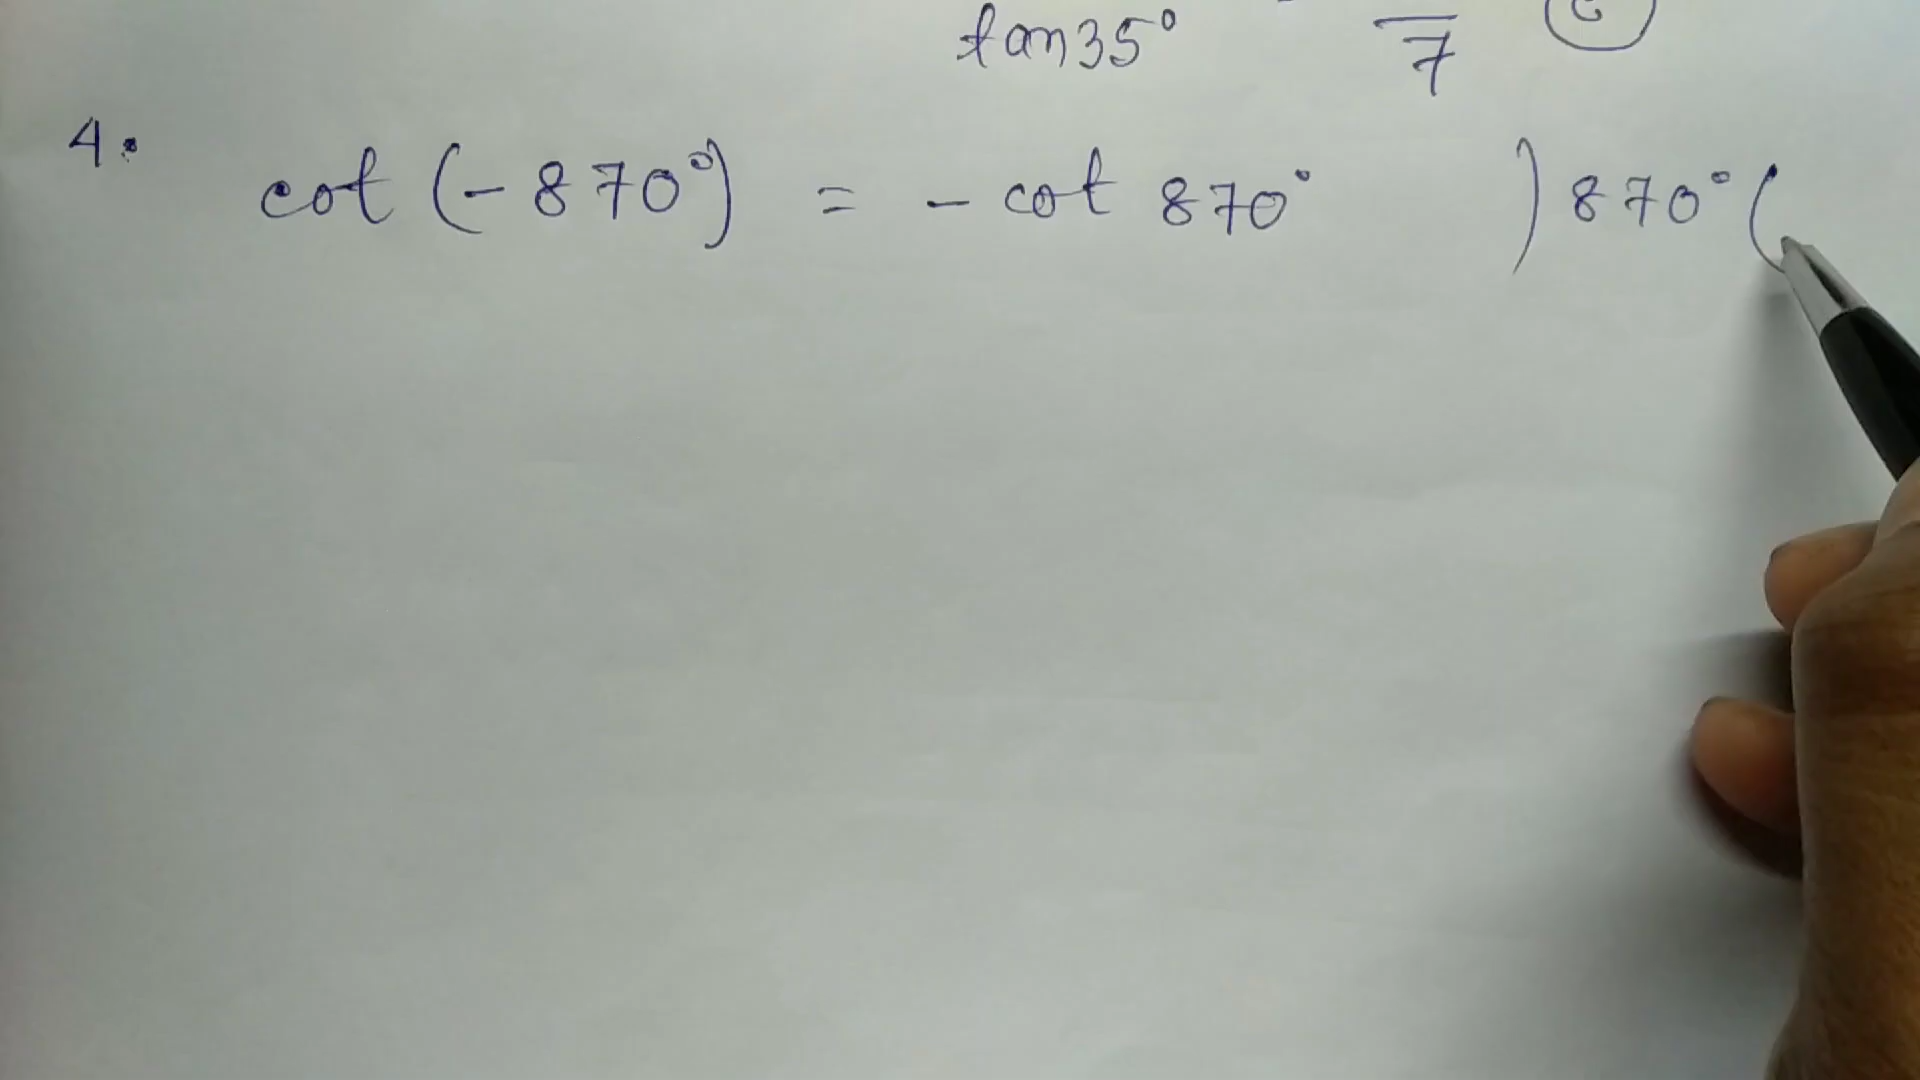 tan35° 7
4. cot (-870°) = - cot 870° ) 870° (